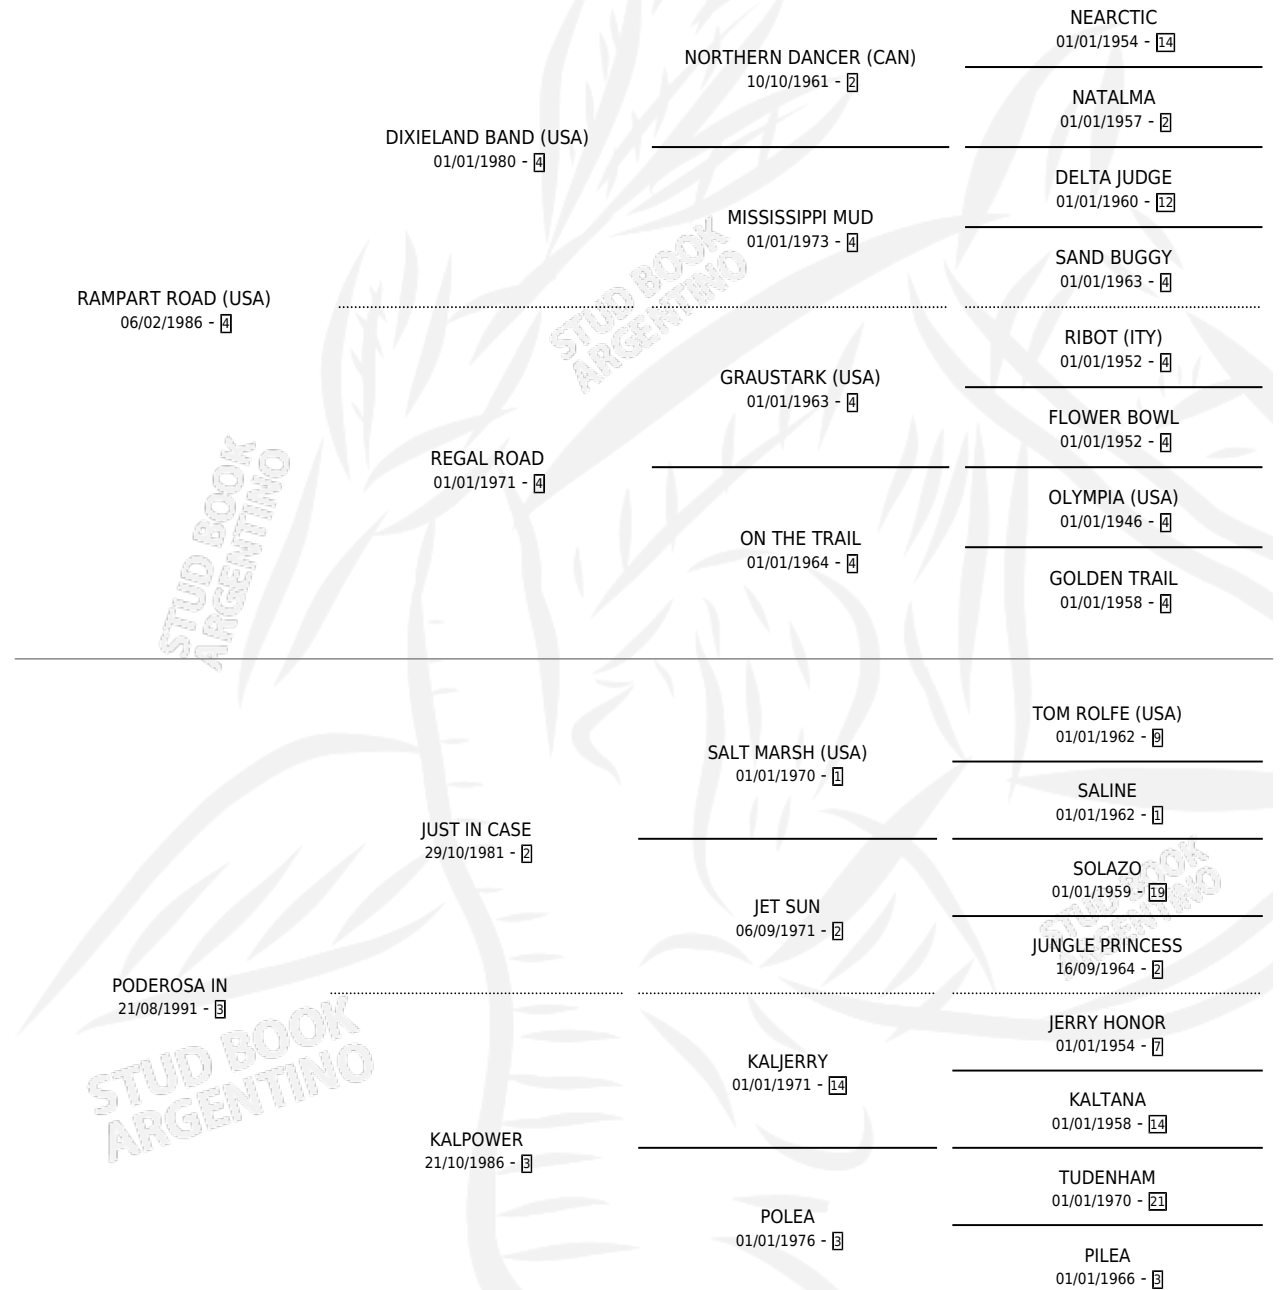 NEARCTIC
01/01/1954 - 14
NORTHERN DANCER (CAN)
10/10/1961 - 2
NATALMA
01/01/1957 - 2
DIXIELAND BAND (USA)
01/01/1980 - 4
DELTA JUDGE
01/01/1960 - 12
MISSISSIPPI MUD
01/01/1973 - 4
SAND BUGGY
01/01/1963 - 4
RAMPART ROAD (USA)
06/02/1986 - 4
STUD BOOK
ARGENTINO
RIBOT (ITY)
01/01/1952 - 4
GRAUSTARK (USA)
01/01/1963 - 4
FLOWER BOWL
01/01/1952 - 4
REGAL ROAD
01/01/1971 - 4
OLYMPIA (USA)
01/01/1946 - 4
ON THE TRAIL
01/01/1964 - 4
GOLDEN TRAIL
01/01/1958 - 4
STUD BOOK
ARGENTINO
TOM ROLFE (USA)
01/01/1962 - 9
SALT MARSH (USA)
01/01/1970 - 1
SALINE
01/01/1962 - 1
JUST IN CASE
29/10/1981 - 2
SOLAZO
01/01/1959 - 19
JET SUN
06/09/1971 - 2
JUNGLE PRINCESS
16/09/1964 - 2
STUD BOOK
ARGENTINO
PODEROSA IN
21/08/1991 - 3
JERRY HONOR
01/01/1954 - 7
KALJERRY
01/01/1971 - 14
KALTANA
01/01/1958 - 14
STUD BOOK
ARGENTINO
KALPOWER
21/10/1986 - 3
TUDENHAM
01/01/1970 - 21
POLEA
01/01/1976 - 3
PILEA
01/01/1966 - 3